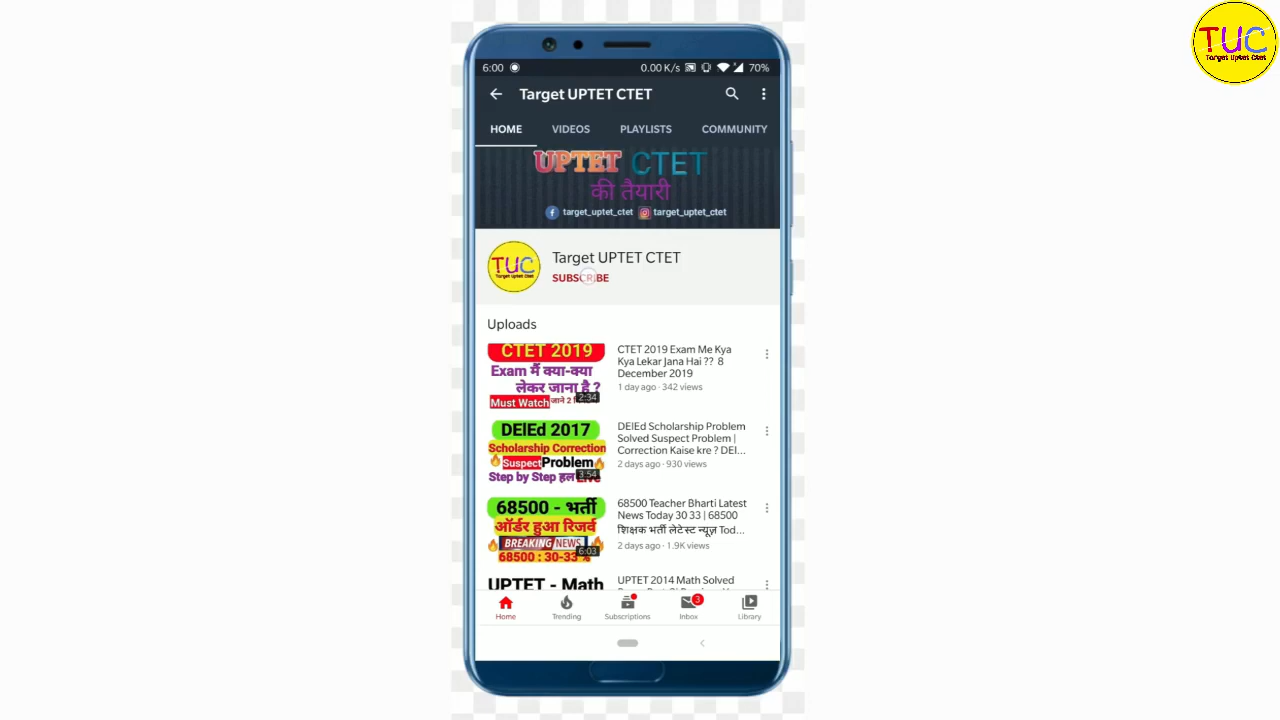 TUC
Target Uptet Ctet
6:00
0.00 K/s
70%
Target UPTET CTET
HOME
VIDEOS
PLAYLISTS
COMMUNITY
UPTET CTET
की तैयारी
target_uptet_ctet
target_uptet_ctet
TUC
Target Uptet Ctet
Target UPTET CTET
SUBSCRIBE
Uploads
CTET 2019
Exam मैं क्या-क्या
लेकर जाना है ?
Must Watch
जाने 2
2:34
CTET 2019 Exam Me Kya
Kya Lekar Jana Hai ?? 8
December 2019
1 day ago · 342 views
DElEd 2017
Scholarship Correction
Suspect Problem
Step by Step हल
3:54
DElEd Scholarship Problem
Solved Suspect Problem |
Correction Kaise kre ? DEl...
2 days ago · 930 views
68500 - भर्ती
ऑर्डर हुआ रिजर्व
BREAKING NEWS
68500 : 30-33 %
6:03
68500 Teacher Bharti Latest
News Today 30 33 | 68500
शिक्षक भर्ती लेटेस्ट न्यूज़ Tod...
2 days ago · 1.9K views
UPTET - Math
UPTET 2014 Math Solved
Home
Trending
Subscriptions
3
Inbox
Library